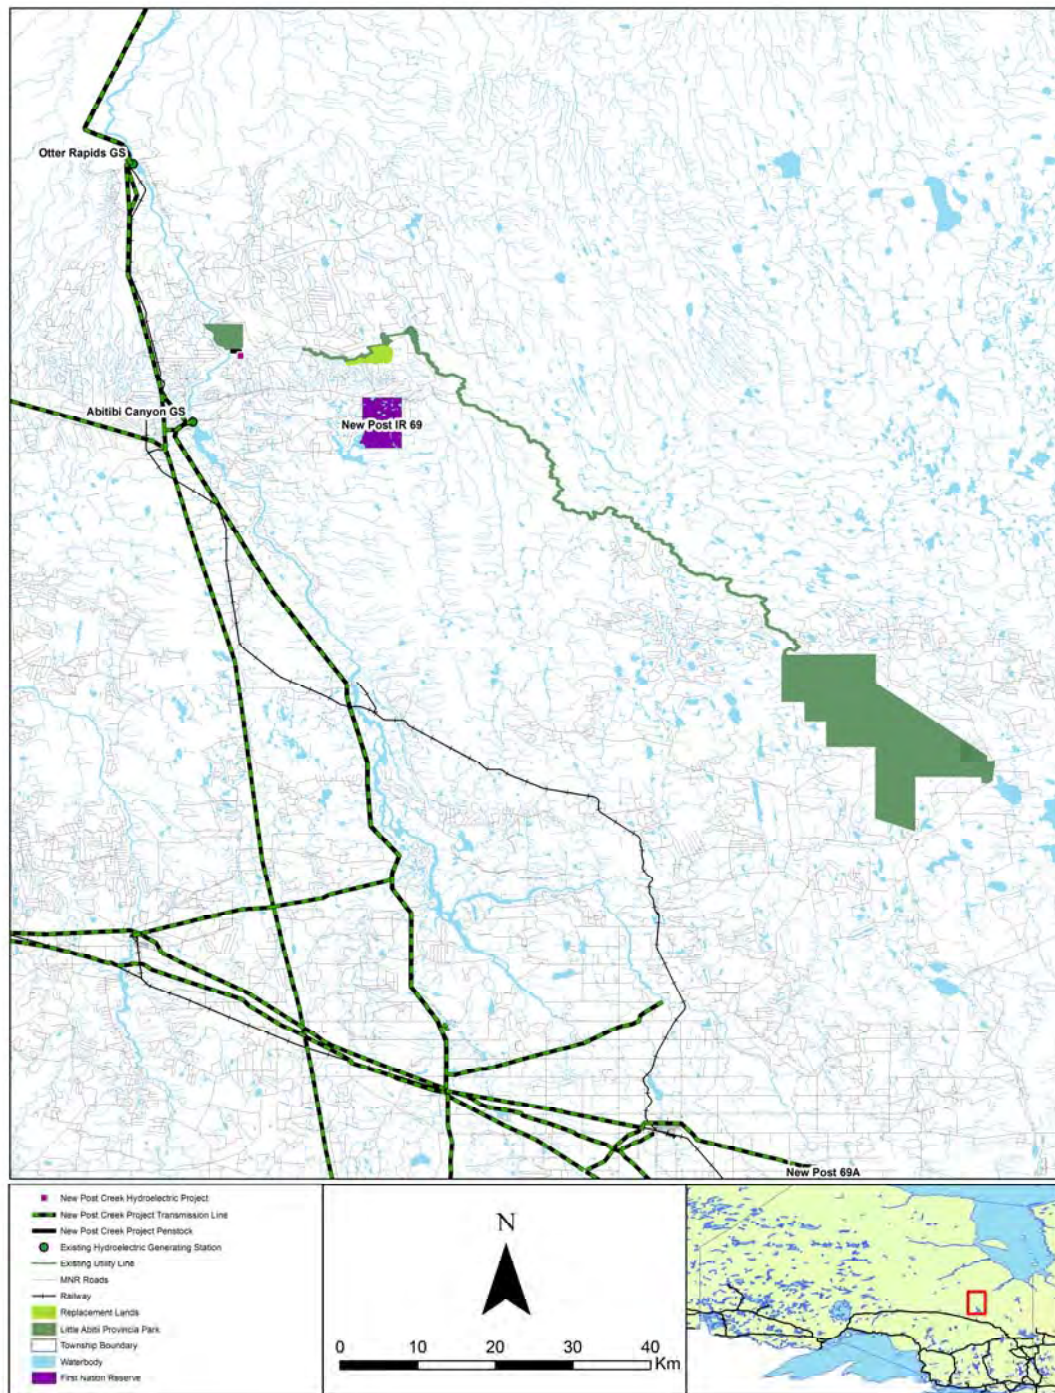 Otter Rapids GS
Abitibi Canyon GS
New Post IR 69
New Post 69A
New Post Creek Hydroelectric Project
New Post Creek Project Transmission Line
New Post Creek Project Penstock
Existing Hydroelectric Generating Station
Existing Utility Line
MNR Roads
Railway
Replacement Lands
Little Abitii Provincia Park
Township Boundary
Waterbody
First Nation Reserve
N
0 10 20 30 40
Km